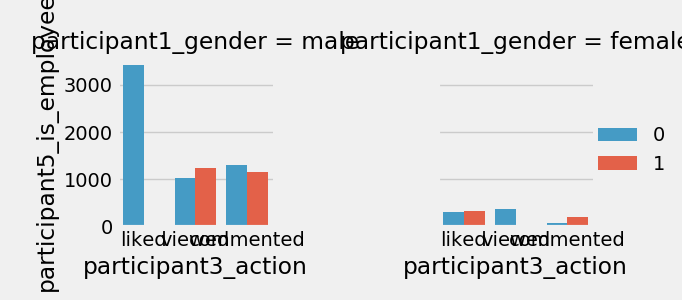 participant1_gender = male
participant1_gender = female
participant5_is_employee
3000
2000
1000
0
liked
viewed
commented
participant3_action
liked
viewed
commented
participant3_action
0
1